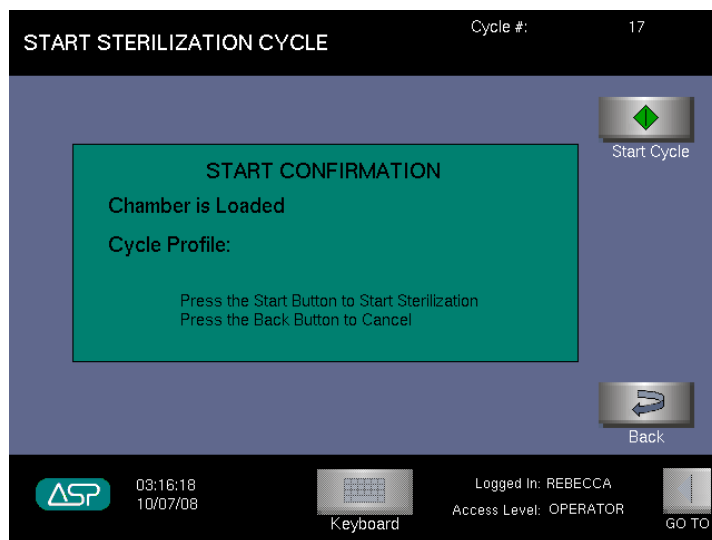 START STERILIZATION CYCLE
Cycle #: 17
Start Cycle
START CONFIRMATION
Chamber is Loaded
Cycle Profile:
Press the Start Button to Start Sterilization
Press the Back Button to Cancel
Back
ASP
03:16:18
10/07/08
Keyboard
Logged In: REBECCA
Access Level: OPERATOR
GO TO